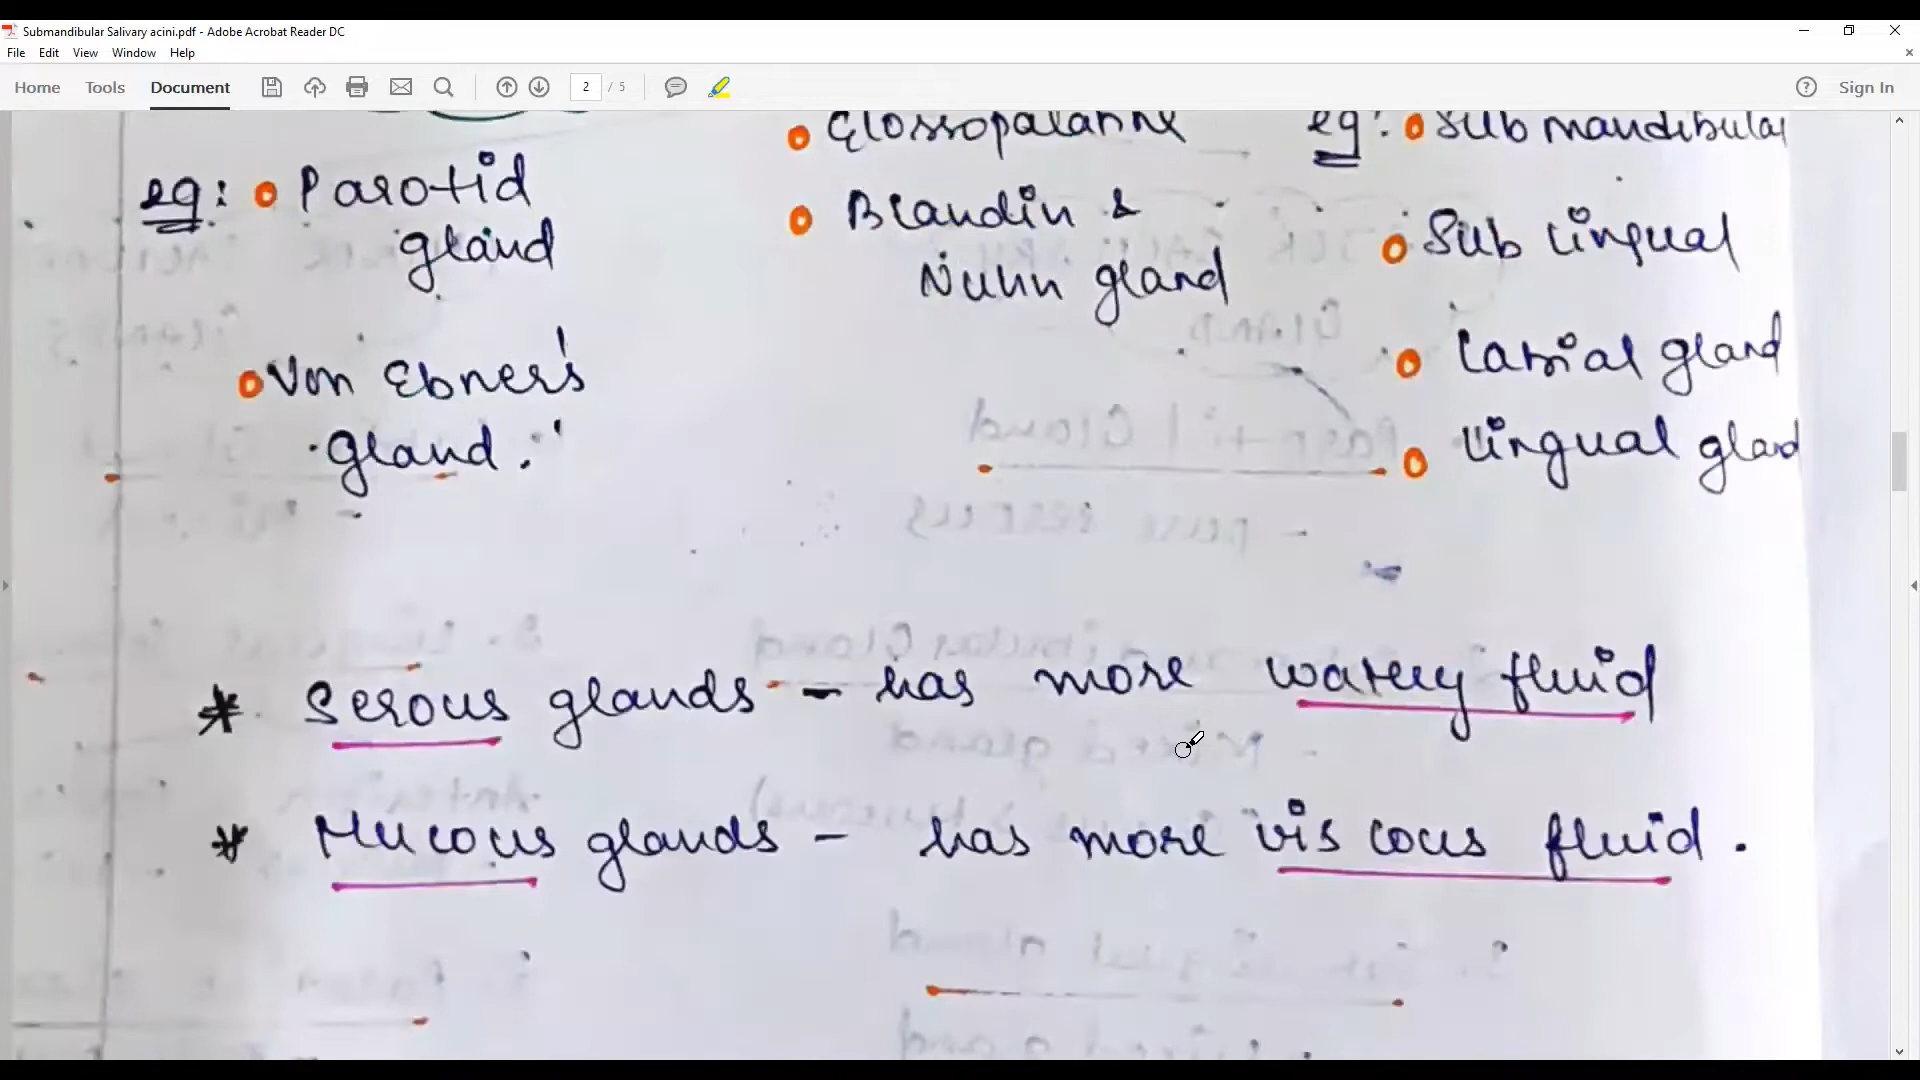 Submandibular Salivary acini.pdf - Adobe Acrobat Reader DC
File Edit View Window Help
Home Tools Document 2 / 5 Sign In
Glossopalatine eg: Submandibular
eg: Parotid
gland
Blandin &
Nuhn gland
Sub lingual
Von Ebner's
gland.
Labial gland
Lingual gland
* Serous glands - has more watery fluid
* Mucous glands - has more viscous fluid.